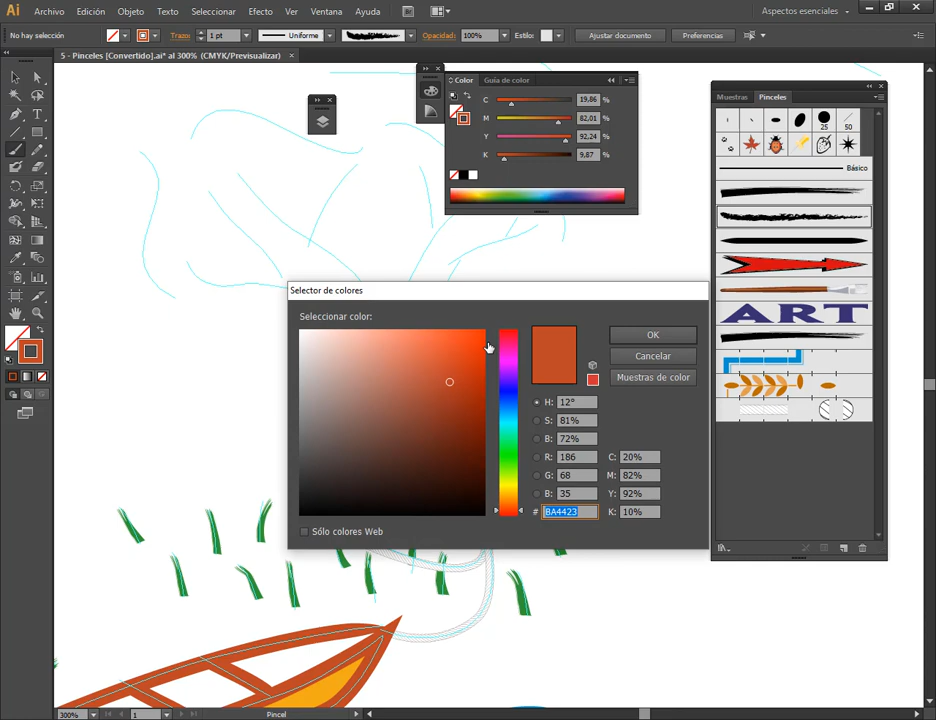 Ai Archivo Edición Objeto Texto Seleccionar Efecto Ver Ventana Ayuda Br Aspectos esenciales
No hay selección Trazo: 1 pt Uniforme Opacidad: 100% Estilo: Ajustar documento Preferencias
5 - Pinceles [Convertido].ai* al 300% (CMYK/Previsualizar)
Color Guía de color
C 19,86 %
M 82,01 %
Y 92,24 %
K 9,87 %
Muestras Pinceles
25 50
Básico
ART
Selector de colores
Seleccionar color:
OK
Cancelar
Muestras de color
H: 12°
S: 81%
B: 72%
R: 186 C: 20%
G: 68 M: 82%
B: 35 Y: 92%
# BA4423 K: 10%
Sólo colores Web
300% 1 Pincel